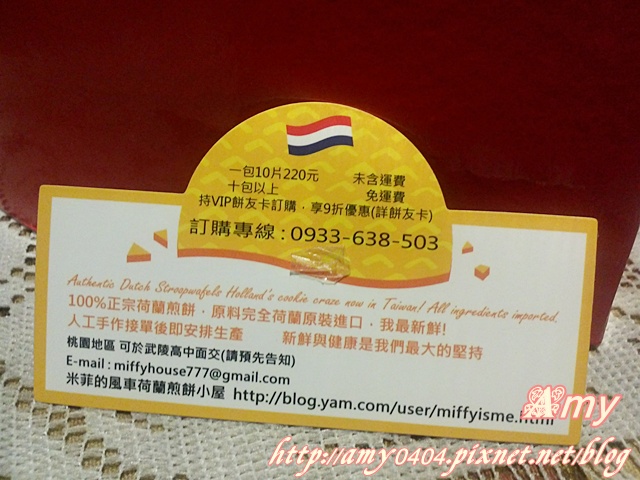 一包10片220元 未含運費
十包以上 免運費
持VIP餅友卡訂購，享9折優惠(詳餅友卡)
訂購專線：0933-638-503
Authentic Dutch Stroopwafels Holland's cookie craze now in Taiwan! All ingredients imported.
100%正宗荷蘭煎餅，原料完全荷蘭原裝進口，我最新鮮!
人工手作接單後即安排生產 新鮮與健康是我們最大的堅持
桃園地區 可於武陵高中面交(請預先告知)
E-mail : miffyhouse777@gmail.com
米菲的風車荷蘭煎餅小屋 http://blog.yam.com/user/miffyisme.html
Amy
http://amy0404.pixnet.net/blog